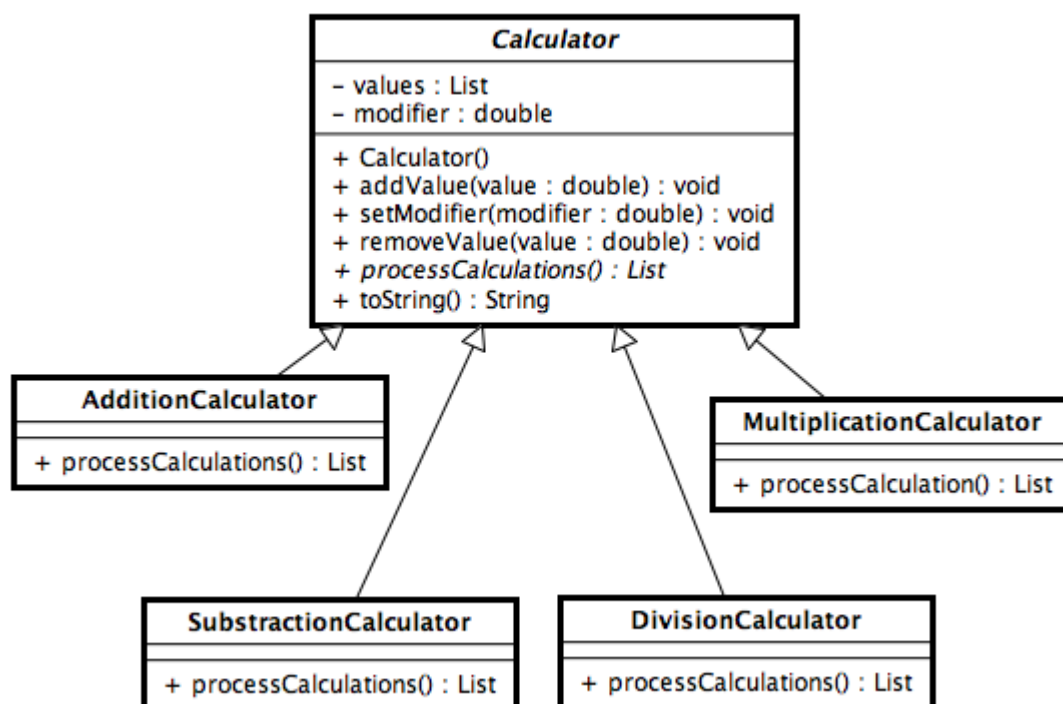 Calculator
- values : List
- modifier : double
+ Calculator()
+ addValue(value : double) : void
+ setModifier(modifier : double) : void
+ removeValue(value : double) : void
+ processCalculations() : List
+ toString() : String
AdditionCalculator
+ processCalculations() : List
MultiplicationCalculator
+ processCalculation() : List
SubstractionCalculator
+ processCalculations() : List
DivisionCalculator
+ processCalculations() : List